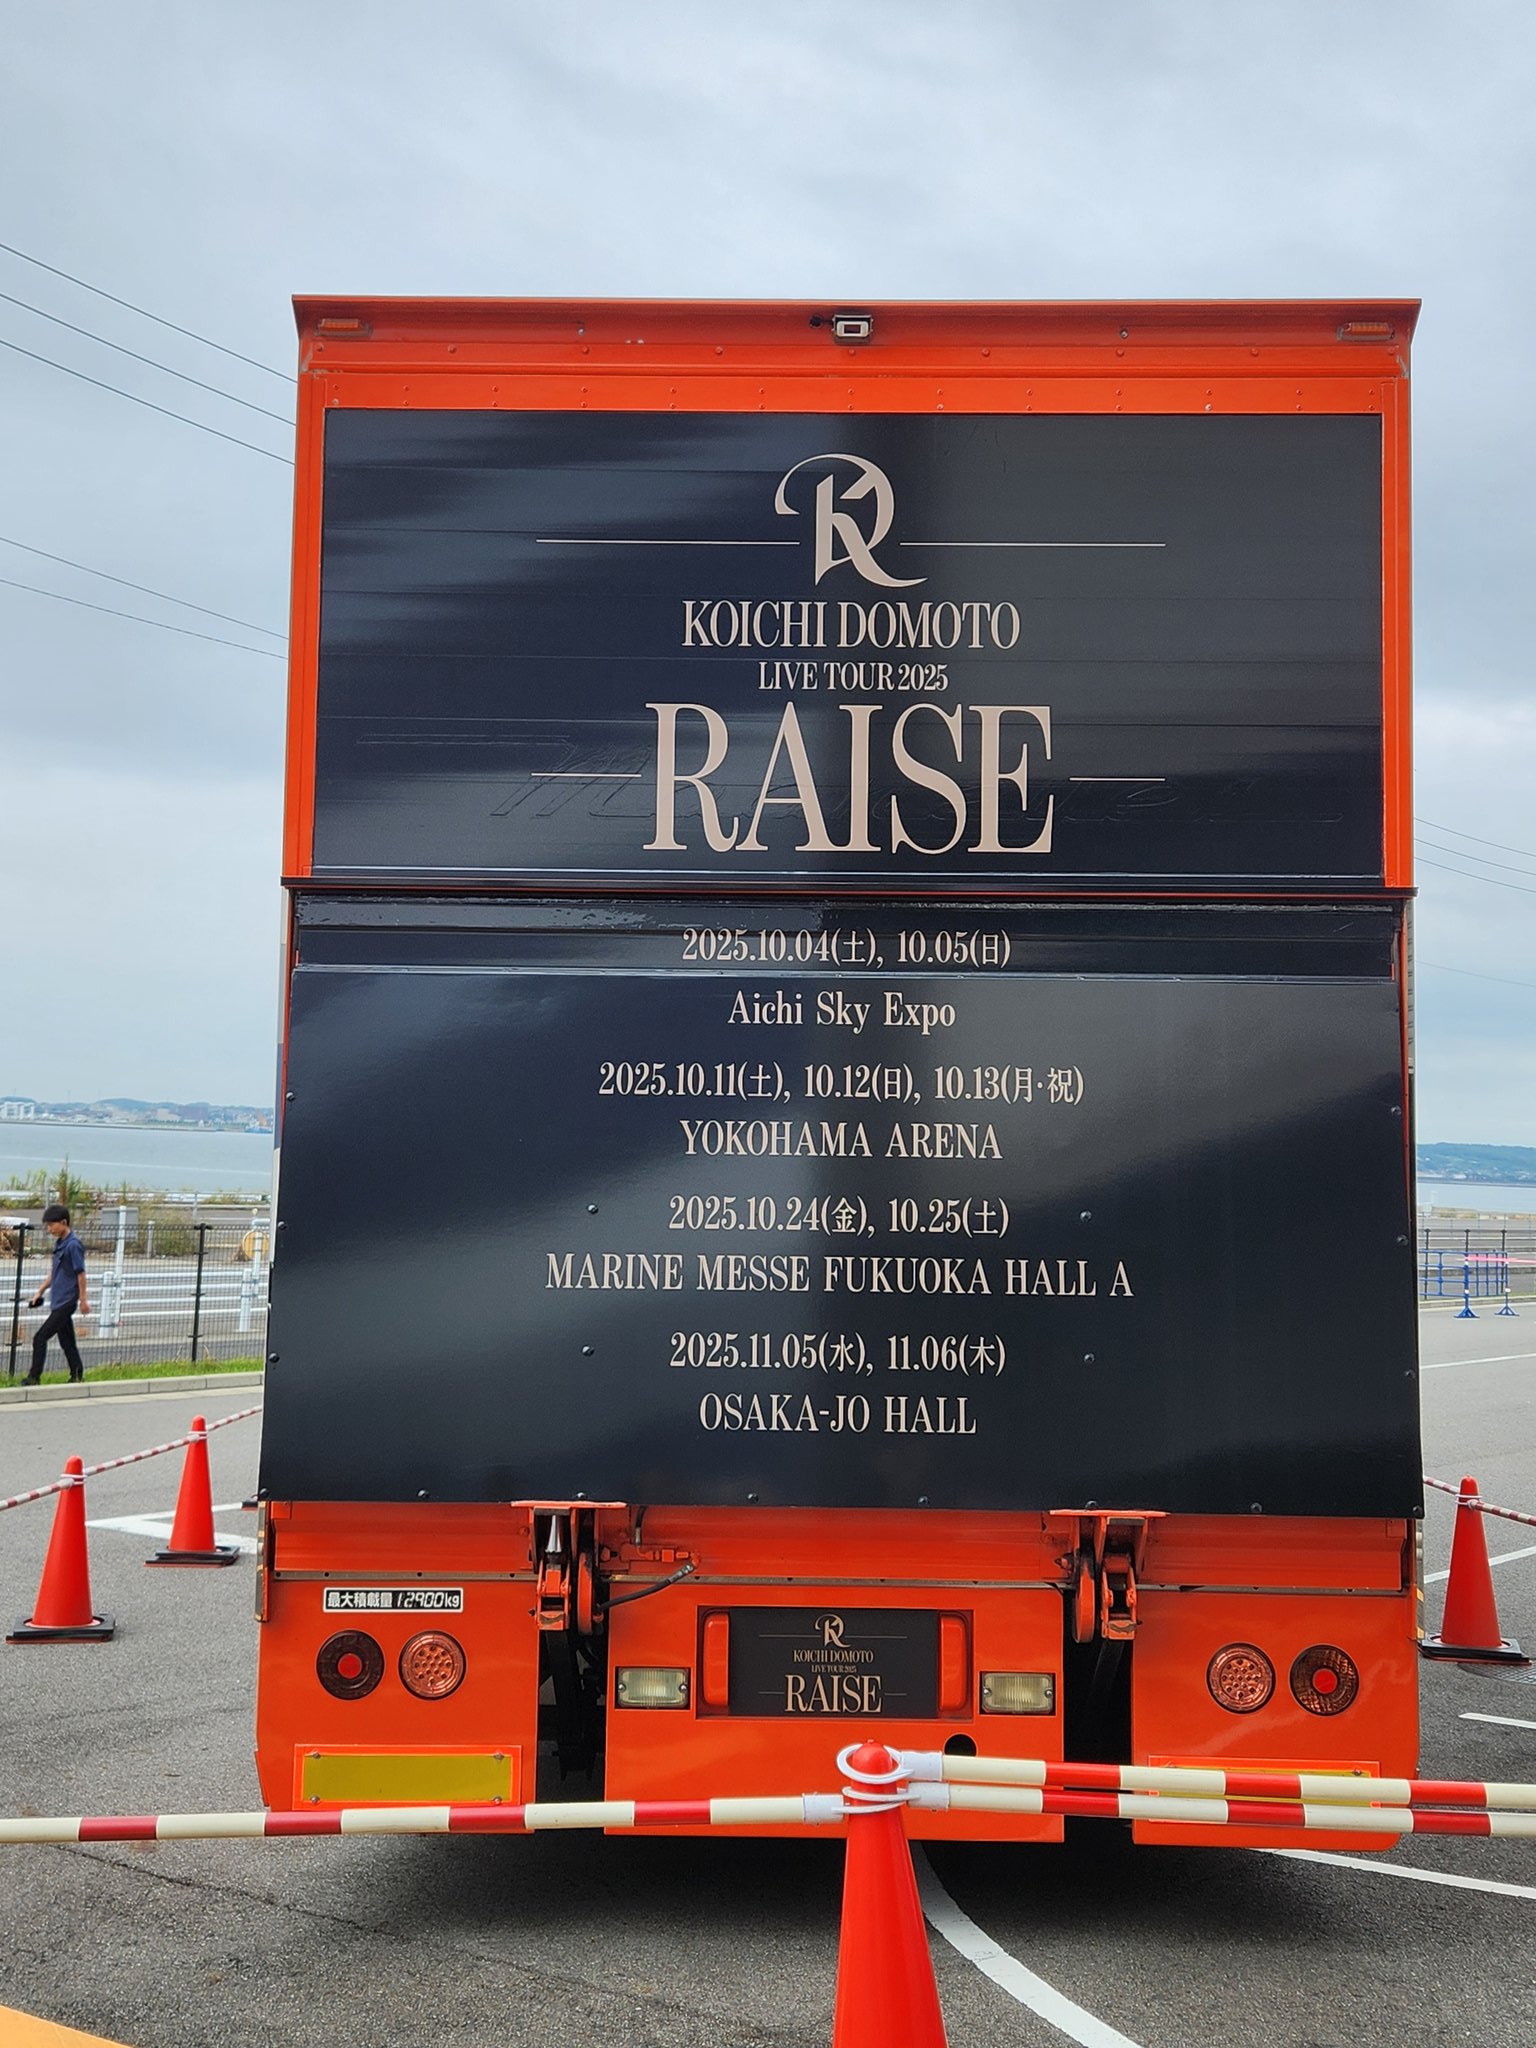 KOICHI DOMOTO
LIVE TOUR 2025
RAISE
2025.10.04(土), 10.05(日)
Aichi Sky Expo
2025.10.11(土), 10.12(日), 10.13(月・祝)
YOKOHAMA ARENA
2025.10.24(金), 10.25(土)
MARINE MESSE FUKUOKA HALL A
2025.11.05(水), 11.06(木)
OSAKA-JO HALL
最大積載量 12900kg
KOICHI DOMOTO
LIVE TOUR 2025
RAISE